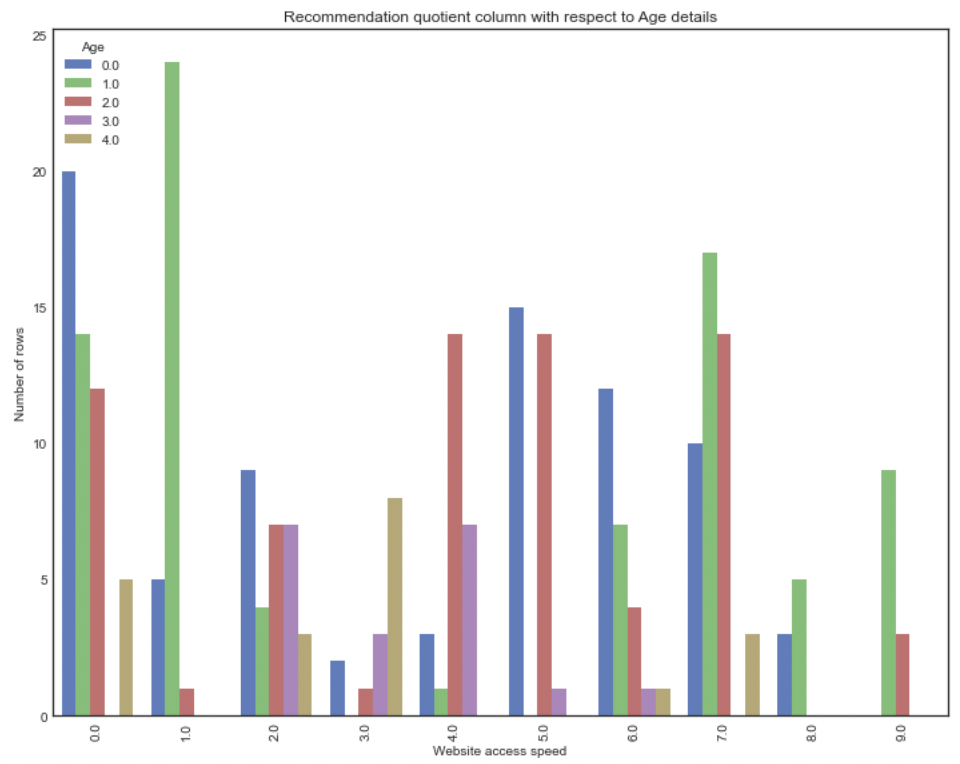 Recommendation quotient column with respect to Age details
25
20
15
10
5
0
Number of rows
Age
0.0
1.0
2.0
3.0
4.0
0.0 1.0 2.0 3.0 4.0 5.0 6.0 7.0 8.0 9.0
Website access speed